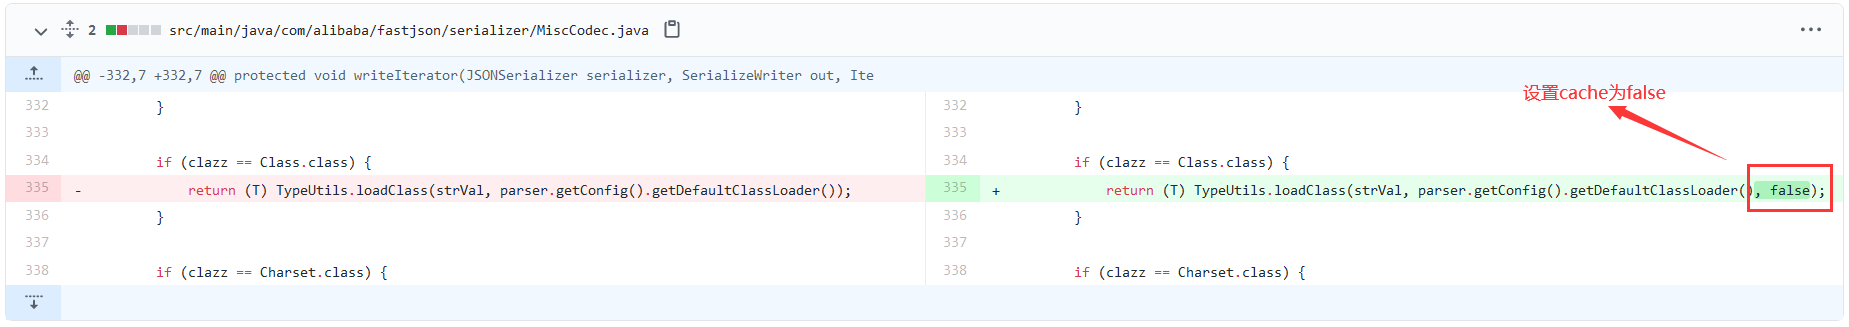 2 src/main/java/com/alibaba/fastjson/serializer/MiscCodec.java
@@ -332,7 +332,7 @@ protected void writeIterator(JSONSerializer serializer, SerializeWriter out, Ite
设置cache为false
332 } 332 }
333 333
334 if (clazz == Class.class) { 334 if (clazz == Class.class) {
335 - return (T) TypeUtils.loadClass(strVal, parser.getConfig().getDefaultClassLoader()); 335 + return (T) TypeUtils.loadClass(strVal, parser.getConfig().getDefaultClassLoader(), false);
336 } 336 }
337 337
338 if (clazz == Charset.class) { 338 if (clazz == Charset.class) {